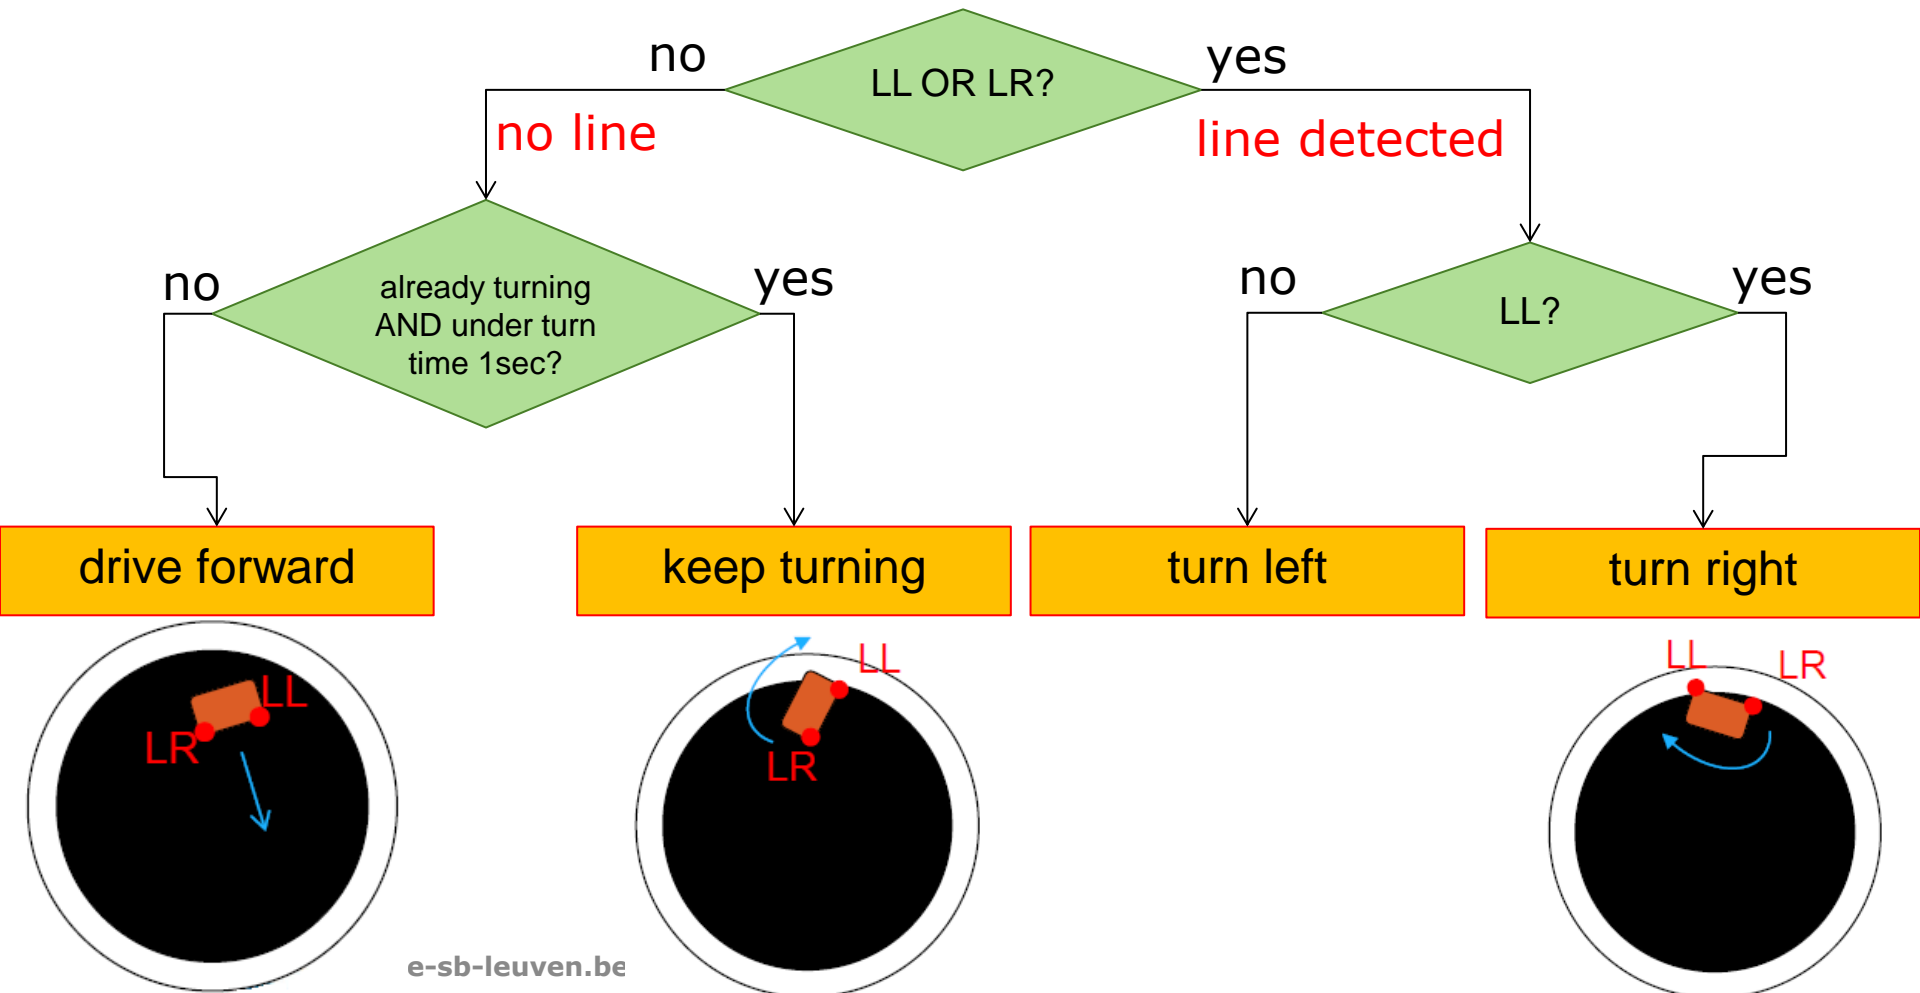 no
LL OR LR?
yes
no line
line detected
no
already turning
AND under turn
time 1sec?
yes
no
LL?
yes
drive forward
keep turning
turn left
turn right
LL
LR
LL
LR
LL
LR
e-sb-leuven.be